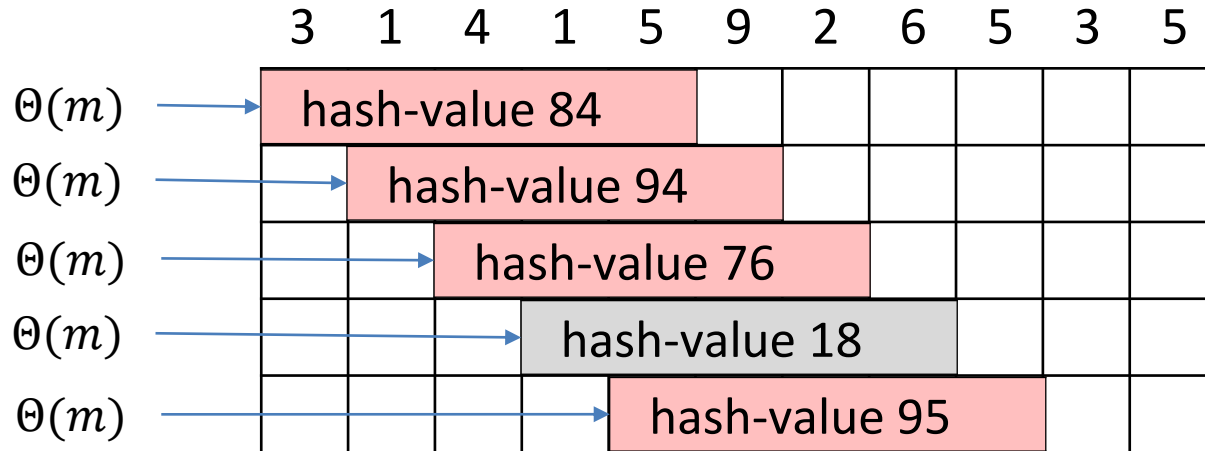 3 1 4 1 5 9 2 6 5 3 5
Θ(m) hash-value 84
Θ(m) hash-value 94
Θ(m) hash-value 76
Θ(m) hash-value 18
Θ(m) hash-value 95